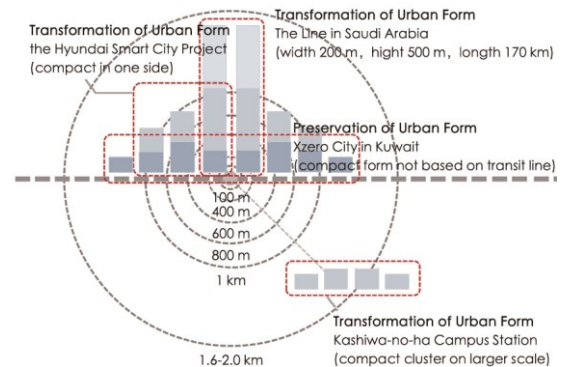 Transformation of Urban Form
the Hyundai Smart City Project
(compact in one side)
Transformation of Urban Form
The Line in Saudi Arabia
(width 200 m, hight 500 m, longth 170 km)
Preservation of Urban Form
Xzero City in Kuwait
(compact form not based on transit line)
100 m
400 m
600 m
800 m
1 km
1.6-2.0 km
Transformation of Urban Form
Kashiwa-no-ha Campus Station
(compact cluster on larger scale)